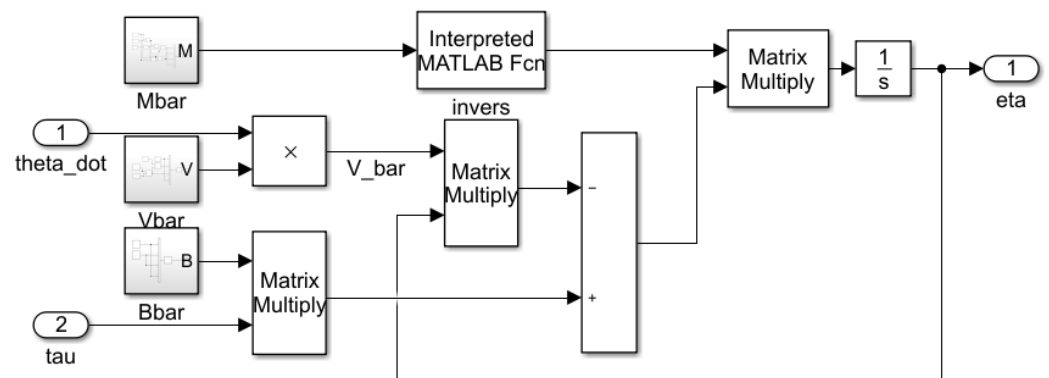 M
Mbar
Interpreted
MATLAB Fcn
invers
Matrix
Multiply
1
s
1
eta
1
theta_dot
V
Vbar
×
V_bar
Matrix
Multiply
−
+
B
Bbar
Matrix
Multiply
2
tau